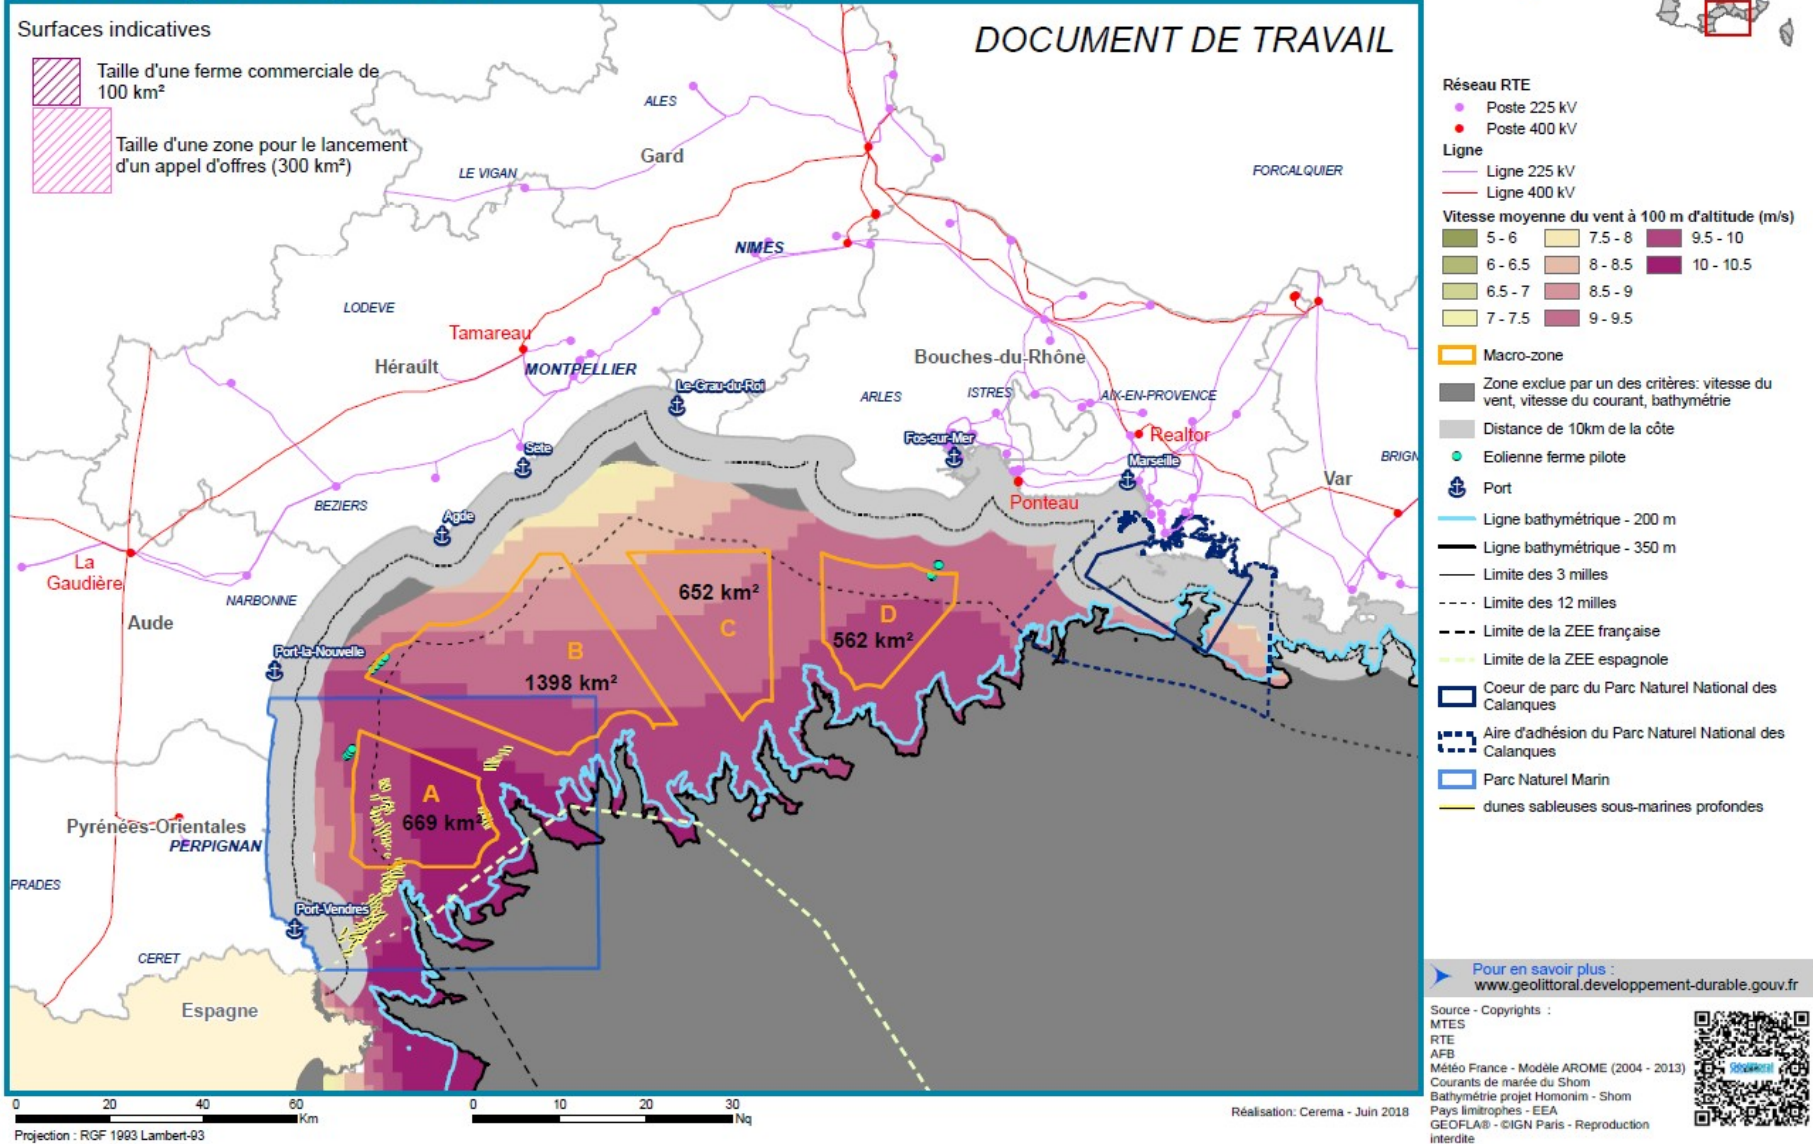 Surfaces indicatives
Taille d'une ferme commerciale de
100 km²
Taille d'une zone pour le lancement
d'un appel d'offres (300 km²)
DOCUMENT DE TRAVAIL
ALES
Gard
LE VIGAN
FORCALQUIER
NIMES
LODEVE
Tamareau
Hérault
MONTPELLIER
Le-Grau-du-Roi
Bouches-du-Rhône
ARLES
ISTRES
AIX-EN-PROVENCE
Fos-sur-Mer
Realtor
Marseille
Sete
BRIGN
Var
Ponteau
BEZIERS
Agde
La
Gaudière
NARBONNE
Aude
Port-la-Nouvelle
652 km²
C
D
562 km²
B
1398 km²
A
669 km²
Pyrénées-Orientales
PERPIGNAN
PRADES
Port-Vendres
CERET
Espagne
0 20 40 60
Km
0 10 20 30
Nq
Projection : RGF 1993 Lambert-93
Réalisation: Cerema - Juin 2018
Réseau RTE
Poste 225 kV
Poste 400 kV
Ligne
Ligne 225 kV
Ligne 400 kV
Vitesse moyenne du vent à 100 m d'altitude (m/s)
5 - 6 7.5 - 8 9.5 - 10
6 - 6.5 8 - 8.5 10 - 10.5
6.5 - 7 8.5 - 9
7 - 7.5 9 - 9.5
Macro-zone
Zone exclue par un des critères: vitesse du
vent, vitesse du courant, bathymétrie
Distance de 10km de la côte
Eolienne ferme pilote
Port
Ligne bathymétrique - 200 m
Ligne bathymétrique - 350 m
Limite des 3 milles
Limite des 12 milles
Limite de la ZEE française
Limite de la ZEE espagnole
Coeur de parc du Parc Naturel National des
Calanques
Aire d'adhésion du Parc Naturel National des
Calanques
Parc Naturel Marin
dunes sableuses sous-marines profondes
Pour en savoir plus :
www.geolittoral.developpement-durable.gouv.fr
Source - Copyrights :
MTES
RTE
AFB
Météo France - Modèle AROME (2004 - 2013)
Courants de marée du Shom
Bathymétrie projet Homonim - Shom
Pays limitrophes - EEA
GEOFLA® - ©IGN Paris - Reproduction
interdite